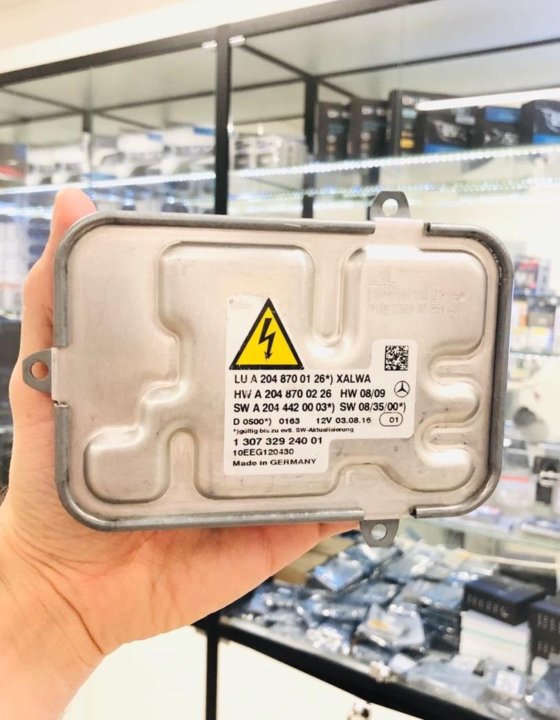 LU A 204 870 01 26*) XALWA
HW A 204 870 02 26 HW 08/09
SW A 204 442 00 03*) SW 08/35/00*)
D 0500*) 0163 12V 03.08.16 01
*)gültig bis zu evtl. SW-Aktualisierung
1 307 329 240 01
10EEG120430
Made in GERMANY